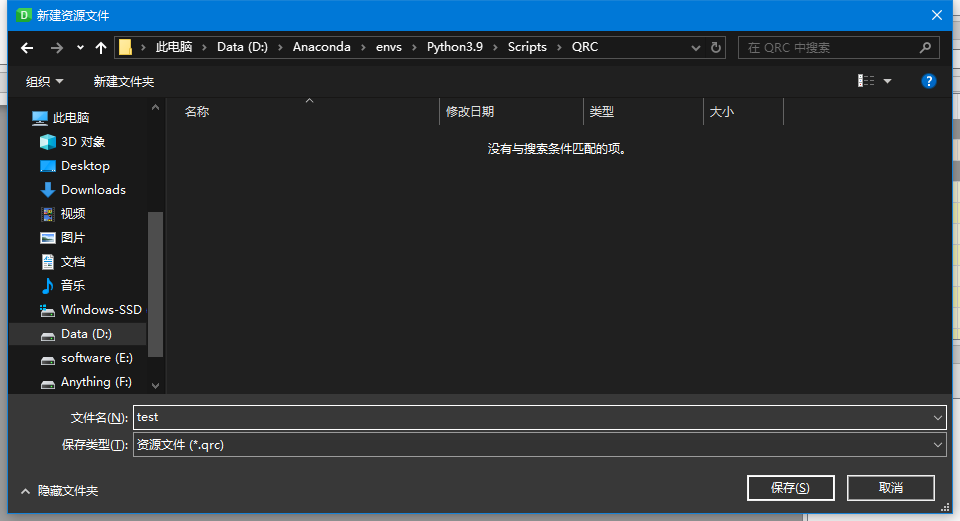 D 新建资源文件
此电脑 Data (D:) Anaconda envs Python3.9 Scripts QRC 在 QRC 中搜索
组织 新建文件夹 ?
名称 修改日期 类型 大小
没有与搜索条件匹配的项。
此电脑
3D 对象
Desktop
Downloads
视频
图片
文档
音乐
Windows-SSD
Data (D:)
software (E:)
Anything (F:)
文件名(N): test
保存类型(T): 资源文件 (*.qrc)
隐藏文件夹 保存(S) 取消